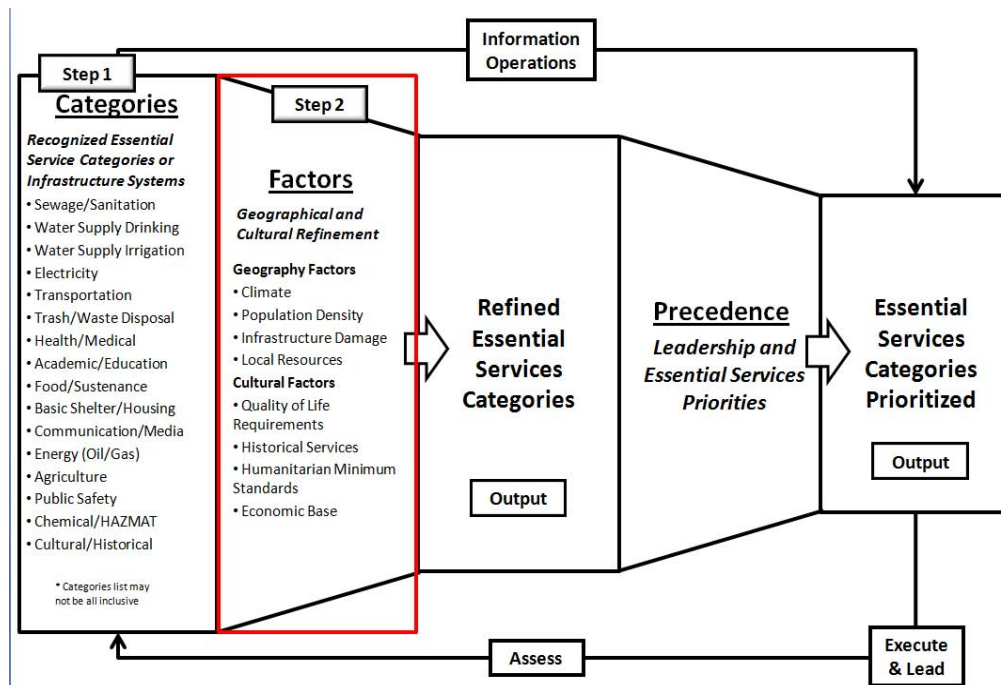 Information
Operations
Step 1
Categories
Recognized Essential
Service Categories or
Infrastructure Systems
• Sewage/Sanitation
• Water Supply Drinking
• Water Supply Irrigation
• Electricity
• Transportation
• Trash/Waste Disposal
• Health/Medical
• Academic/Education
• Food/Sustenance
• Basic Shelter/Housing
• Communication/Media
• Energy (Oil/Gas)
• Agriculture
• Public Safety
• Chemical/HAZMAT
• Cultural/Historical
* Categories list may
not be all inclusive
Step 2
Factors
Geographical and
Cultural Refinement
Geography Factors
• Climate
• Population Density
• Infrastructure Damage
• Local Resources
Cultural Factors
• Quality of Life
Requirements
• Historical Services
• Humanitarian Minimum
Standards
• Economic Base
Refined
Essential
Services
Categories
Output
Precedence
Leadership and
Essential Services
Priorities
Essential
Services
Categories
Prioritized
Output
Execute
& Lead
Assess